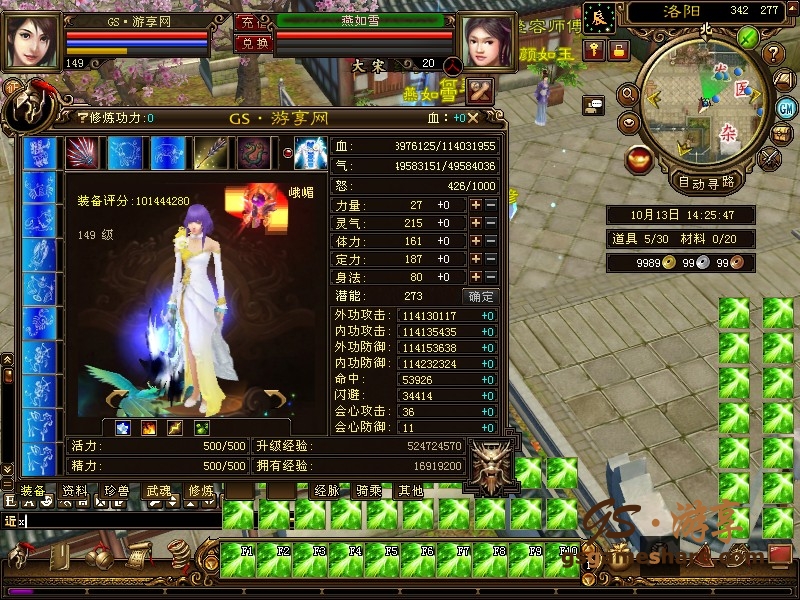 GS·游享网
149
充值
兑换
燕如雪
大宋
20
辰
洛阳 342 277
北
医
杂
自动寻路
GM
颜如玉
10月13日 14:25:47
道具 5/30 材料 0/20
9989 99 99
修炼功力:0
GS·游享网
血: +0
装备评分:101444280
149 级
峨嵋
血: 3976125/114031955
气: 49583151/49584036
怒: 426/1000
力量: 27 +0
灵气: 215 +0
体力: 161 +0
定力: 187 +0
身法: 80 +0
潜能: 273 确定
外功攻击: 114130117 +0
内功攻击: 114135435 +0
外功防御: 114153638 +0
内功防御: 114232324 +0
命中: 53926 +0
闪避: 34414 +0
会心攻击: 36 +0
会心防御: 11 +0
活力: 500/500 升级经验: 524724570
精力: 500/500 拥有经验: 16919200
装备 资料 珍兽 武魂 修炼 经脉 骑乘 其他
近
GS·游享
F1 F2 F3 F4 F5 F6 F7 F8 F9 F10